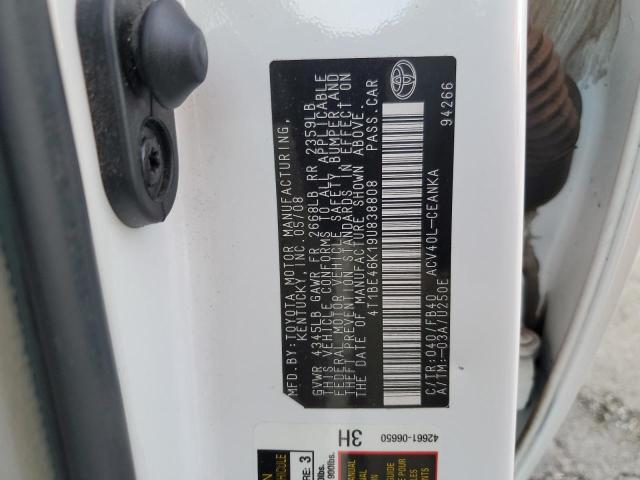 MFD.BY:TOYOTA MOTOR MANUFACTURING,
KENTUCKY,INC.05/08
GVWR 4345LB GAWR FR 2668LB RR 2359LB
THIS VEHICLE CONFORMS TO ALL APPLICABLE
FEDERAL MOTOR VEHICLE SAFETY BUMPER,AND
THEFT PREVENTION STANDARDS IN EFFECT ON
THE DATE OF MANUFACTURE SHOWN ABOVE.
4T1BE46K19U838808 PASS.CAR
C/TR:040/FB40 ACV40L-CEANKA
A/TM:-03A/U250E 94266
42661-06650
3H
RE: 3